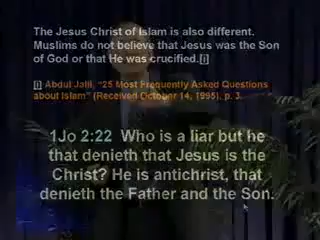 The Jesus Christ of Islam is also different.
Muslims do not believe that Jesus was the Son
of God or that He was crucified.[i]
[i] Abdul Jalil, “25 Most Frequently Asked Questions
about Islam” (Received October 14, 1995), p. 3.
1Jo 2:22 Who is a liar but he
that denieth that Jesus is the
Christ? He is antichrist, that
denieth the Father and the Son.